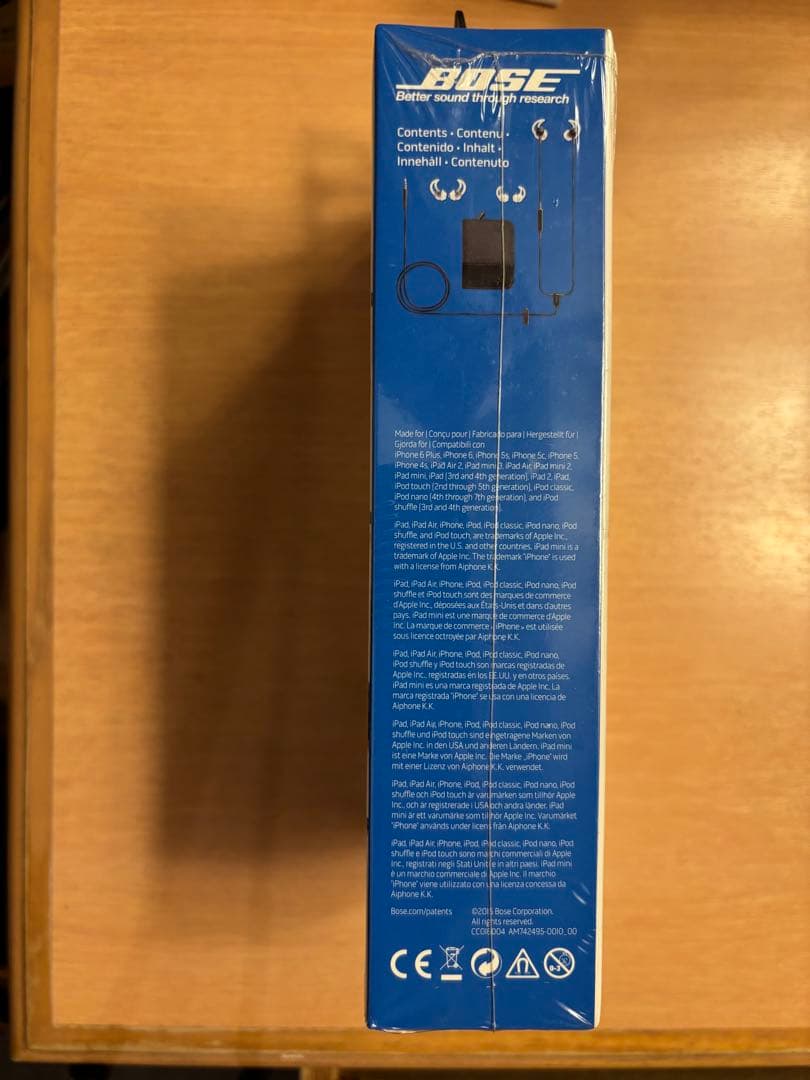 BOSE
Better sound through research
Contents • Contenu •
Contenido • Inhalt •
Innehåll • Contenuto
Made for | Conçu pour | Fabricado para | Hergestellt für |
Gjorda för | Compatibili con
iPhone 6 Plus, iPhone 6, iPhone 5s, iPhone 5c, iPhone 5,
iPhone 4s, iPad Air 2, iPad mini 3, iPad Air, iPad mini 2,
iPad mini, iPad (3rd and 4th generation), iPad 2, iPad,
iPod touch (2nd through 5th generation), iPod classic,
iPod nano (4th through 7th generation), and iPod
shuffle (3rd and 4th generation).
iPad, iPad Air, iPhone, iPod, iPod classic, iPod nano, iPod
shuffle, and iPod touch, are trademarks of Apple Inc.,
registered in the U.S. and other countries. iPad mini is a
trademark of Apple Inc. The trademark "iPhone" is used
with a license from Aiphone K.K.
iPad, iPad Air, iPhone, iPod, iPod classic, iPod nano, iPod
shuffle et iPod touch sont des marques de commerce
d'Apple Inc., déposées aux États-Unis et dans d'autres
pays. iPad mini est une marque de commerce d'Apple
Inc. La marque de commerce « iPhone » est utilisée
sous licence octroyée par Aiphone K.K.
iPad, iPad Air, iPhone, iPod, iPod classic, iPod nano,
iPod shuffle y iPod touch son marcas registradas de
Apple Inc., registradas en los EE.UU. y en otros países.
iPad mini es una marca registrada de Apple Inc. La
marca registrada "iPhone" se usa con una licencia de
Aiphone K.K.
iPad, iPad Air, iPhone, iPod, iPod classic, iPod nano, iPod
shuffle und iPod touch sind eingetragene Marken von
Apple Inc. in den USA und anderen Ländern. iPad mini
ist eine Marke von Apple Inc. Die Marke „iPhone" wird
mit einer Lizenz von Aiphone K.K. verwendet.
iPad, iPad Air, iPhone, iPod, iPod classic, iPod nano, iPod
shuffle och iPod touch är varumärken som tillhör Apple
Inc., och är registrerade i USA och andra länder. iPad
mini är ett varumärke som tillhör Apple Inc. Varumärket
"iPhone" används under licens från Aiphone K.K.
iPad, iPad Air, iPhone, iPod, iPod classic, iPod nano, iPod
shuffle e iPod touch sono marchi commerciali di Apple
Inc., registrati negli Stati Uniti e in altri paesi. iPad mini
è un marchio commerciale di Apple Inc. Il marchio
"iPhone" viene utilizzato con una licenza concessa da
Aiphone K.K.
Bose.com/patents
©2015 Bose Corporation.
All rights reserved.
AM742495-0010_00
CE
0-3